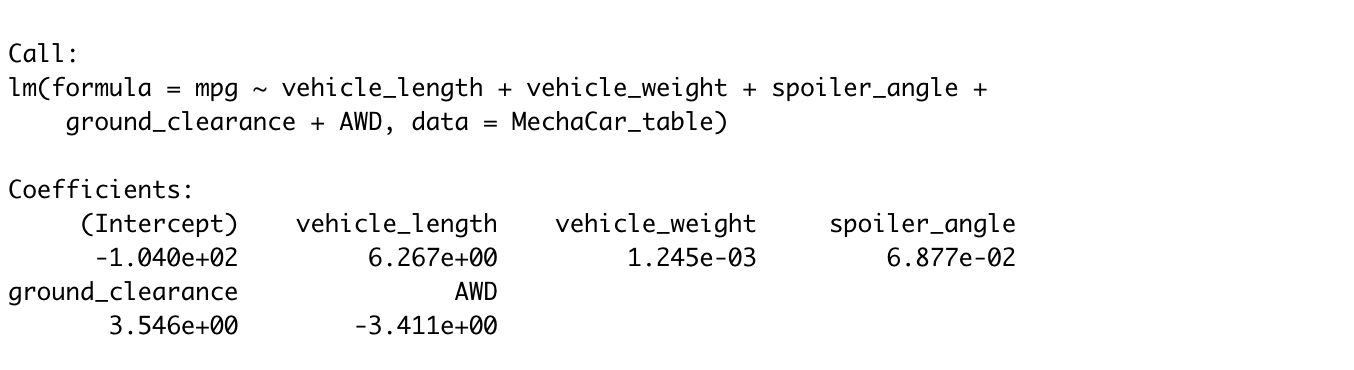 Call:
lm(formula = mpg ~ vehicle_length + vehicle_weight + spoiler_angle +
    ground_clearance + AWD, data = MechaCar_table)

Coefficients:
     (Intercept)    vehicle_length    vehicle_weight     spoiler_angle
      -1.040e+02         6.267e+00         1.245e-03         6.877e-02
ground_clearance               AWD
       3.546e+00        -3.411e+00